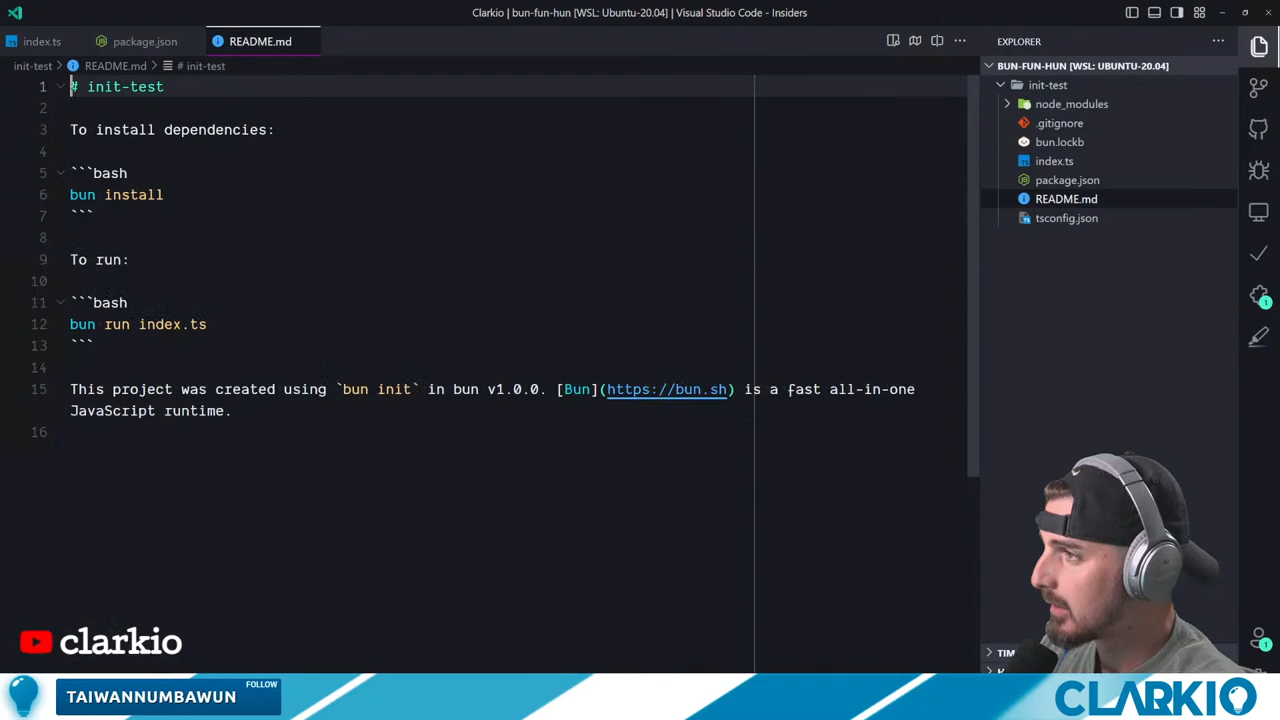 Clarkio | bun-fun-hun [WSL: Ubuntu-20.04] | Visual Studio Code - Insiders
index.ts
package.json
README.md
EXPLORER
init-test > README.md > # init-test
BUN-FUN-HUN [WSL: UBUNTU-20.04]
init-test
node_modules
.gitignore
bun.lockb
index.ts
package.json
README.md
tsconfig.json
1 # init-test
2
3 To install dependencies:
4
5 ```bash
6 bun install
7 ```
8
9 To run:
10
11 ```bash
12 bun run index.ts
13 ```
14
15 This project was created using `bun init` in bun v1.0.0. [Bun](https://bun.sh) is a fast all-in-one
JavaScript runtime.
16
1
1
TIM
clarkio
TAIWANNUMBAWUN
FOLLOW
CLARKIO